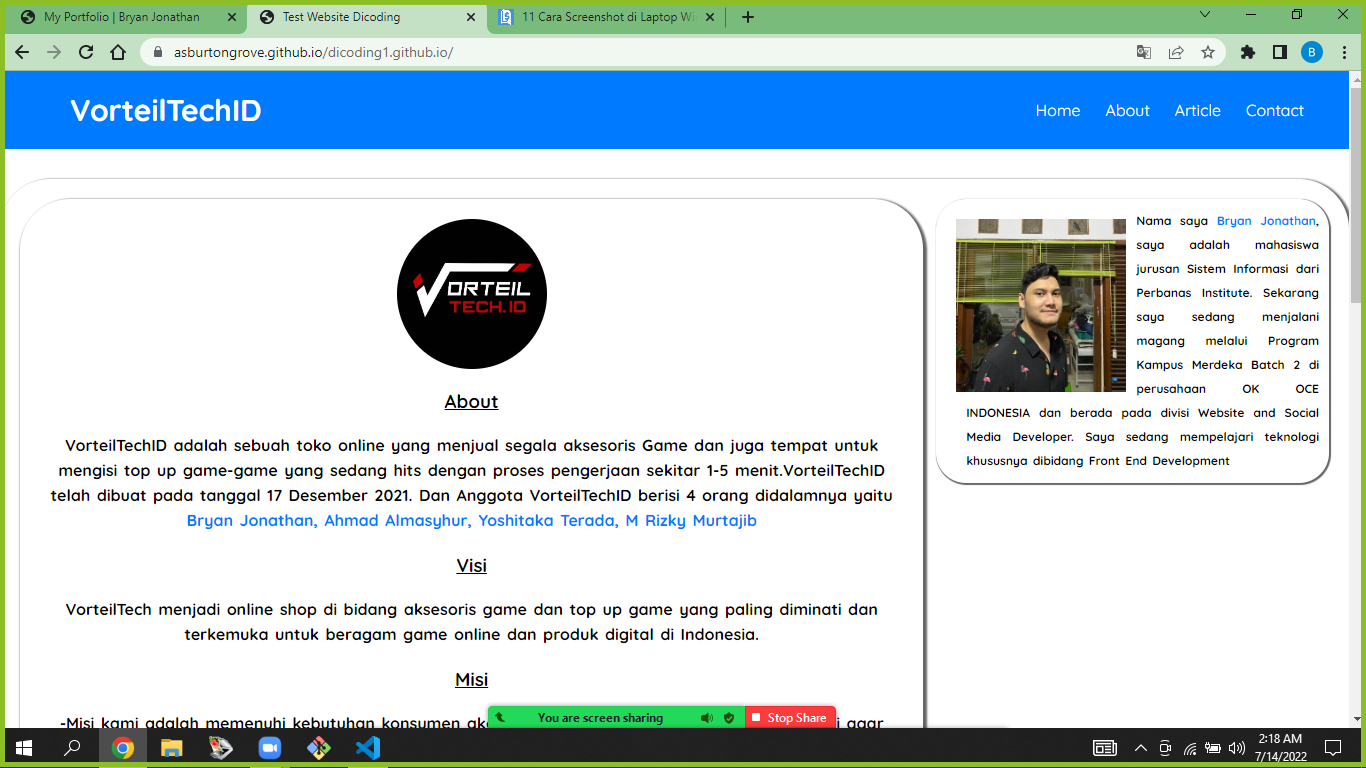 My Portfolio | Bryan Jonathan
Test Website Dicoding
11 Cara Screenshot di Laptop Wi
asburtongrove.github.io/dicoding1.github.io/
B
VorteilTechID
Home About Article Contact
VORTEIL
TECH.ID
About
VorteilTechID adalah sebuah toko online yang menjual segala aksesoris Game dan juga tempat untuk
mengisi top up game-game yang sedang hits dengan proses pengerjaan sekitar 1-5 menit.VorteilTechID
telah dibuat pada tanggal 17 Desember 2021. Dan Anggota VorteilTechID berisi 4 orang didalamnya yaitu
Bryan Jonathan, Ahmad Almasyhur, Yoshitaka Terada, M Rizky Murtajib
Visi
VorteilTech menjadi online shop di bidang aksesoris game dan top up game yang paling diminati dan
terkemuka untuk beragam game online dan produk digital di Indonesia.
Misi
-Misi kami adalah memenuhi kebutuhan konsumen agar
Nama saya Bryan Jonathan,
saya adalah mahasiswa
jurusan Sistem Informasi dari
Perbanas Institute. Sekarang
saya sedang menjalani
magang melalui Program
Kampus Merdeka Batch 2 di
perusahaan OK OCE
INDONESIA dan berada pada divisi Website and Social
Media Developer. Saya sedang mempelajari teknologi
khususnya dibidang Front End Development
You are screen sharing
Stop Share
2:18 AM
7/14/2022